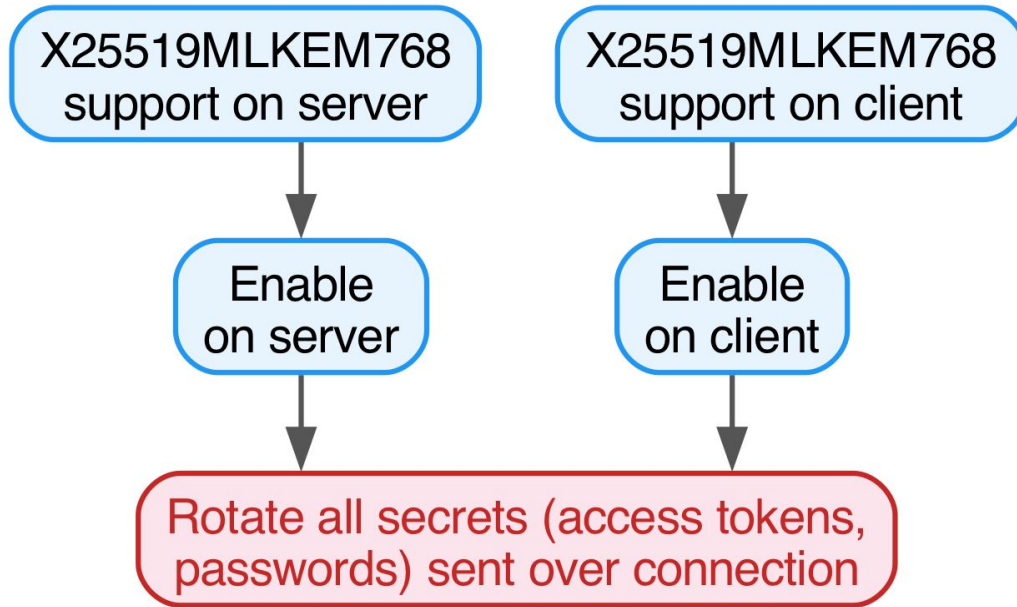 X25519MLKEM768
support on server
X25519MLKEM768
support on client
Enable
on server
Enable
on client
Rotate all secrets (access tokens,
passwords) sent over connection